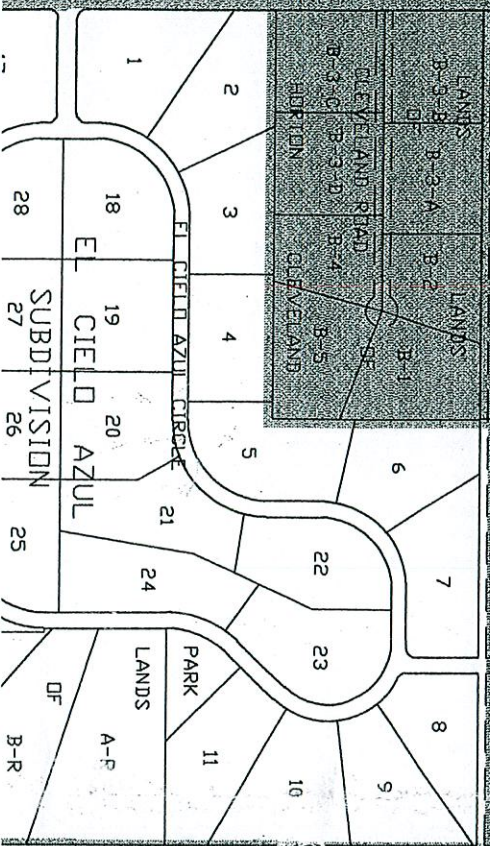 LANDS OF
B-3-B
B-3-A
B-2
LANDS OF
B-1
CLEVELAND ROAD
B-3-C
B-3-D
B-4
B-5
HORTON
CLEVELAND
1
2
3
4
5
6
7
8
9
10
11
EL CIELO AZUL CIRCLE
18
19
20
21
22
23
24
EL CIELO AZUL
SUBDIVISION
28
27
26
25
PARK
LANDS
OF
A-R
B-R